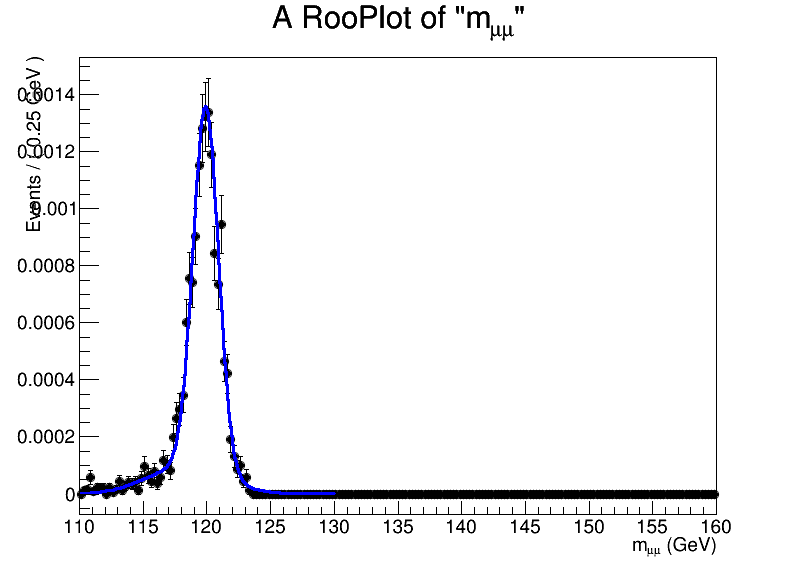 A RooPlot of "mμμ"
Events / ( 0.25 GeV )
0.0014
0.0012
0.001
0.0008
0.0006
0.0004
0.0002
0
110 115 120 125 130 135 140 145 150 155 160
mμμ (GeV)